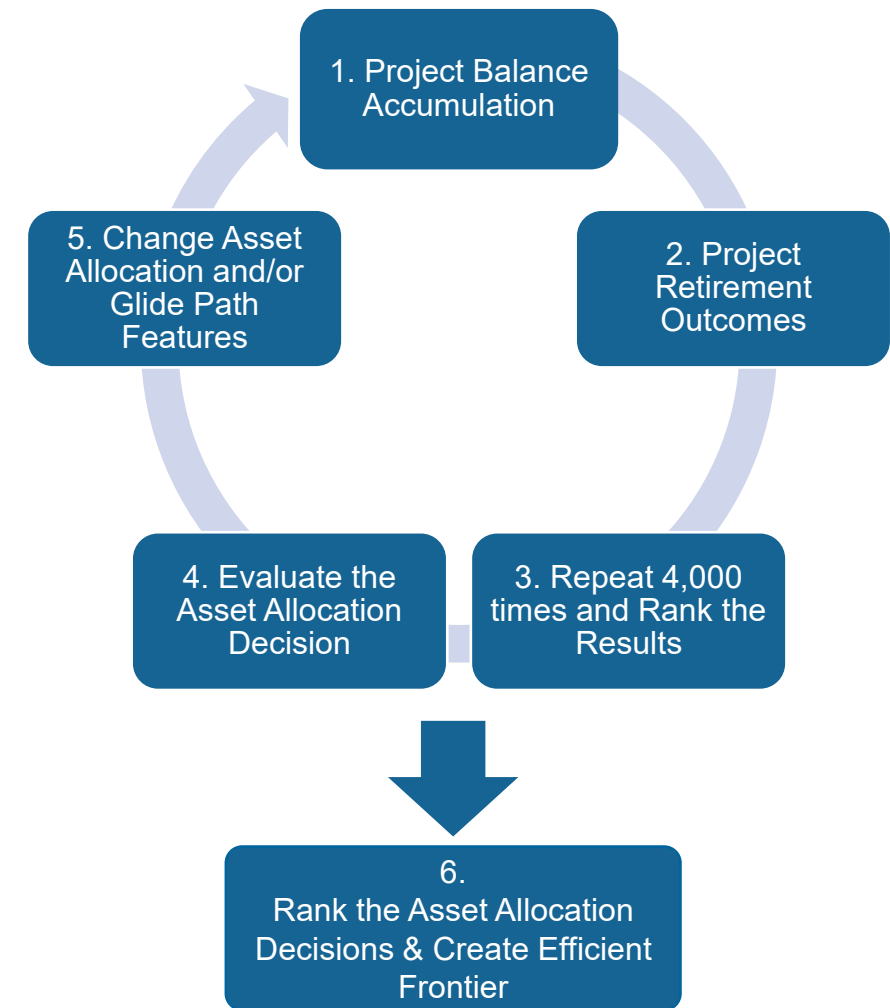 1. Project Balance
Accumulation
2. Project
Retirement
Outcomes
3. Repeat 4,000
times and Rank the
Results
4. Evaluate the
Asset Allocation
Decision
5. Change Asset
Allocation and/or
Glide Path
Features
6.
Rank the Asset Allocation
Decisions & Create Efficient
Frontier